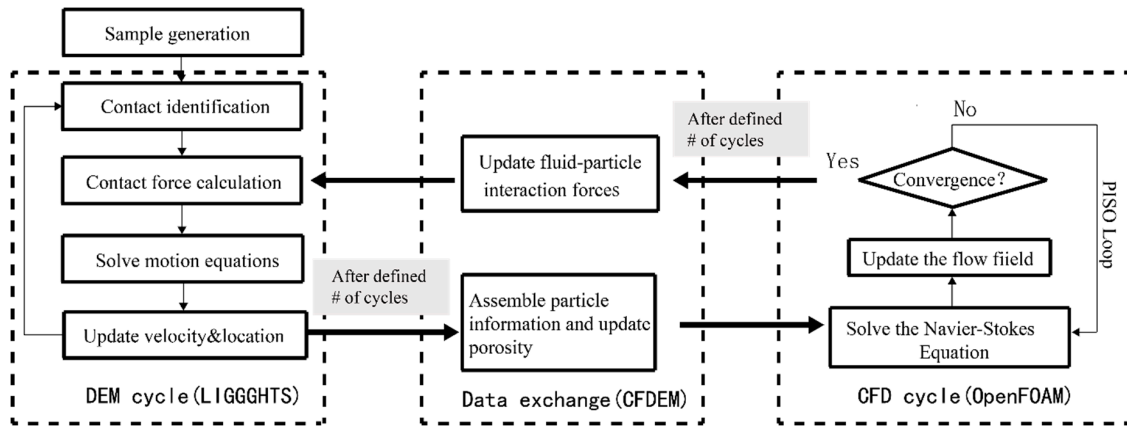 Sample generation
Contact identification
Contact force calculation
Solve motion equations
Update velocity&location
DEM cycle(LIGGGHTS)
After defined
# of cycles
Update fluid-particle
interaction forces
Assemble particle
information and update
porosity
Data exchange(CFDEM)
After defined
# of cycles
No
Yes
Convergence?
PISO Loop
Update the flow fiield
Solve the Navier-Stokes
Equation
CFD cycle(OpenFOAM)